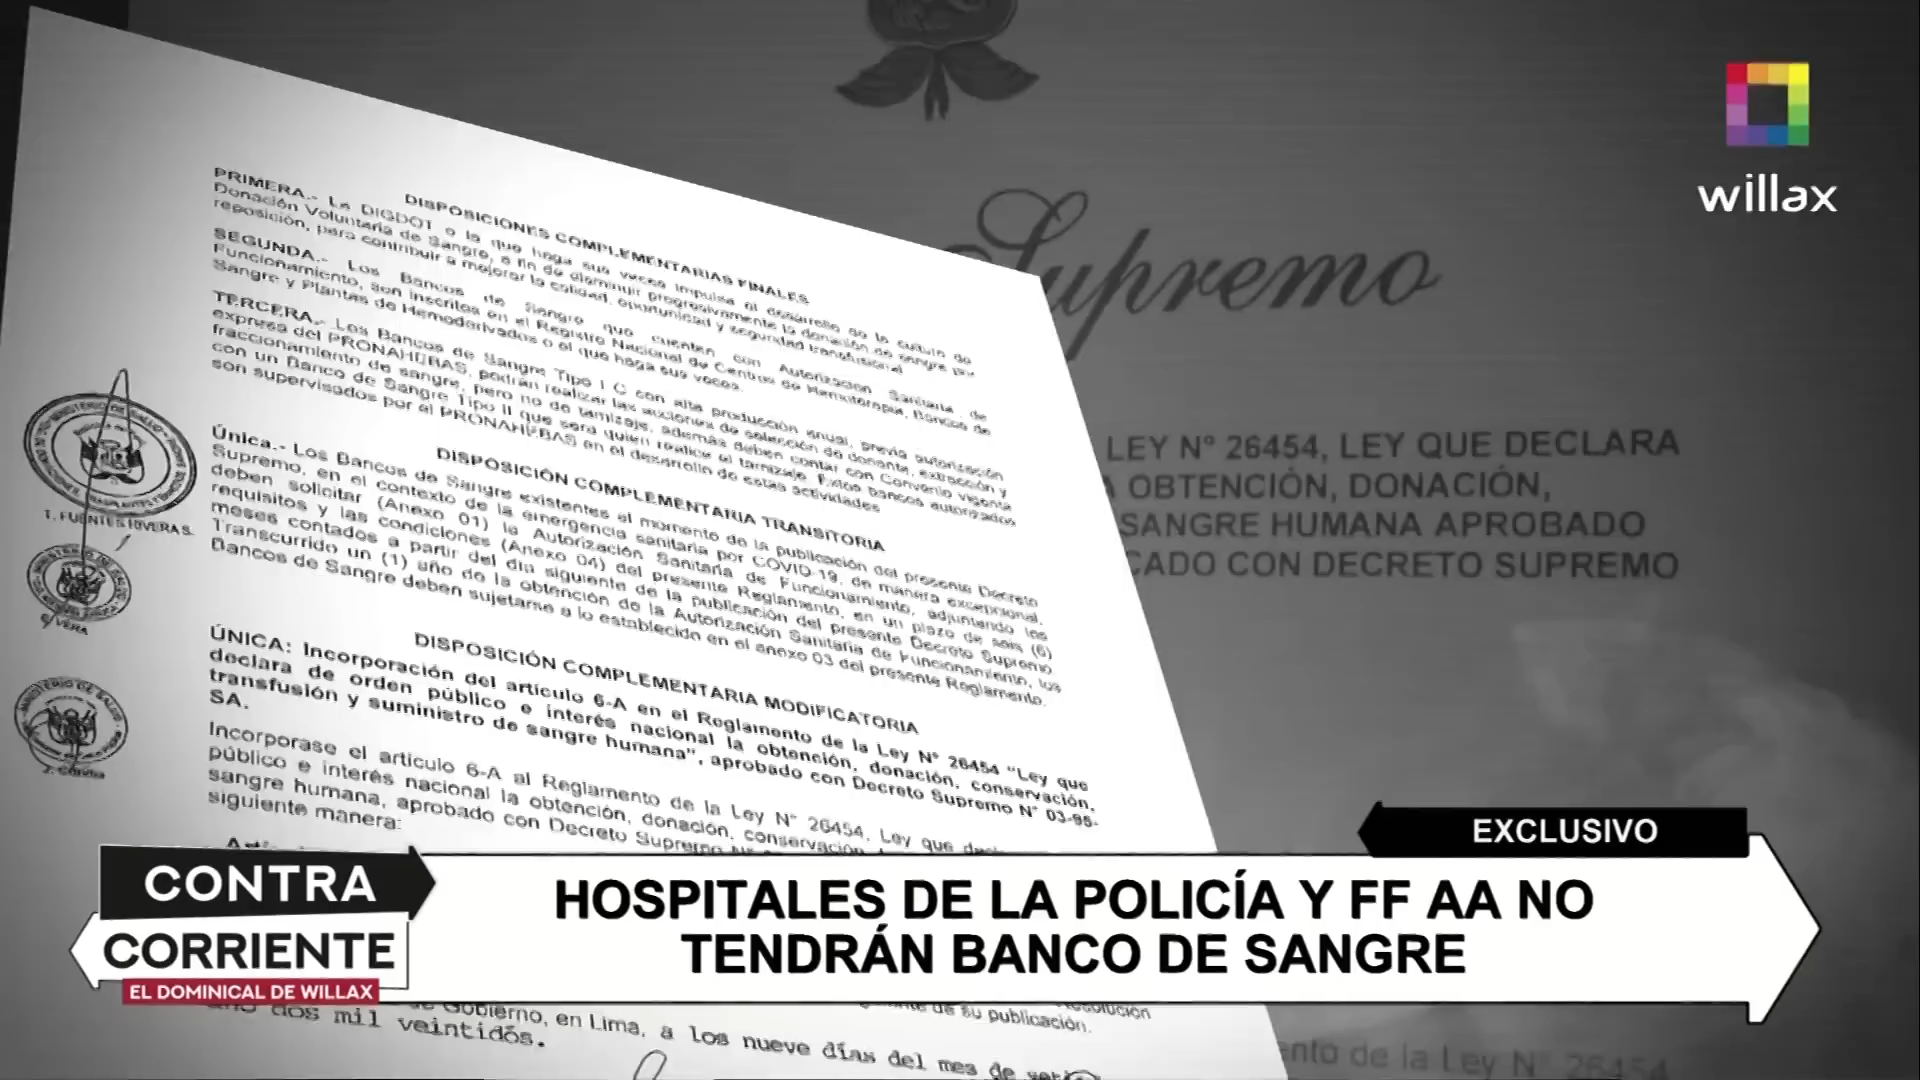 willax
Supremo
LEY N° 26454, LEY QUE DECLARA
OBTENCIÓN, DONACIÓN,
SANGRE HUMANA APROBADO
CADO CON DECRETO SUPREMO
DISPOSICIONES COMPLEMENTARIAS FINALES
PRIMERA.- La DIGDOT o la que haga sus veces impulsa el desarrollo de la cultura de
Donación Voluntaria de Sangre, a fin de disminuir progresivamente la donación de sangre por
reposición, para contribuir a mejorar la calidad, oportunidad y seguridad transfusional.
SEGUNDA.- Los Bancos de Sangre que cuenten con Autorización Sanitaria de
Funcionamiento, son inscritos en el Registro Nacional de Centros de Hemoterapia, Bancos de
Sangre y Plantas de Hemoderivados o el que haga sus veces.
TERCERA.- Los Bancos de Sangre Tipo I C con alta producción anual, previa autorización
expresa del PRONAHEBAS, podrán realizar las acciones de selección de donante, extracción y
fraccionamiento de sangre, pero no de tamizaje, además deben contar con Convenio vigente
con un Banco de Sangre Tipo II que será quien realice el tamizaje. Estos bancos autorizados
son supervisados por el PRONAHEBAS en el desarrollo de estas actividades.
DISPOSICIÓN COMPLEMENTARIA TRANSITORIA
Única.- Los Bancos de Sangre existentes al momento de la publicación del presente Decreto
Supremo, en el contexto de la emergencia sanitaria por COVID-19, de manera excepcional,
deben solicitar (Anexo 01) la Autorización Sanitaria de Funcionamiento, adjuntando los
requisitos y las condiciones (Anexo 04) del presente Reglamento, en un plazo de seis (6)
meses contados a partir del día siguiente de la publicación del presente Decreto Supremo.
Transcurrido un (1) año de la obtención de la Autorización Sanitaria de Funcionamiento, los
Bancos de Sangre deben sujetarse a lo establecido en el anexo 03 del presente Reglamento.
DISPOSICIÓN COMPLEMENTARIA MODIFICATORIA
ÚNICA: Incorporación del artículo 6-A en el Reglamento de la Ley N° 26454 "Ley que
declara de orden público e interés nacional la obtención, donación, conservación,
transfusión y suministro de sangre humana", aprobado con Decreto Supremo N° 03-95-
SA.
Incorporase el artículo 6-A al Reglamento de la Ley N° 26454, Ley que
público e interés nacional la obtención, donación, conservación,
sangre humana, aprobado con Decreto Supremo
siguiente manera:
T. FUENTES RIVERA S.
EXCLUSIVO
CONTRA
CORRIENTE
EL DOMINICAL DE WILLAX
HOSPITALES DE LA POLICÍA Y FF AA NO
TENDRÁN BANCO DE SANGRE
de su publicación.
de Gobierno, en Lima, a los nueve días del mes de
dos mil veintidós.
nto de la Ley N° 26454